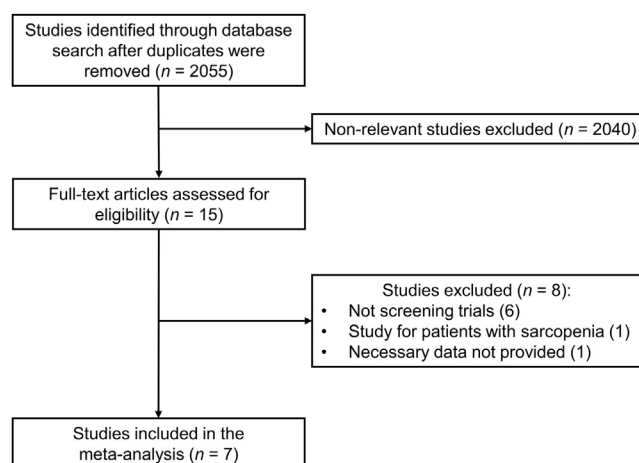 Studies identified through database
search after duplicates were
removed (n = 2055)
Non-relevant studies excluded (n = 2040)
Full-text articles assessed for
eligibility (n = 15)
Studies excluded (n = 8):
• Not screening trials (6)
• Study for patients with sarcopenia (1)
• Necessary data not provided (1)
Studies included in the
meta-analysis (n = 7)